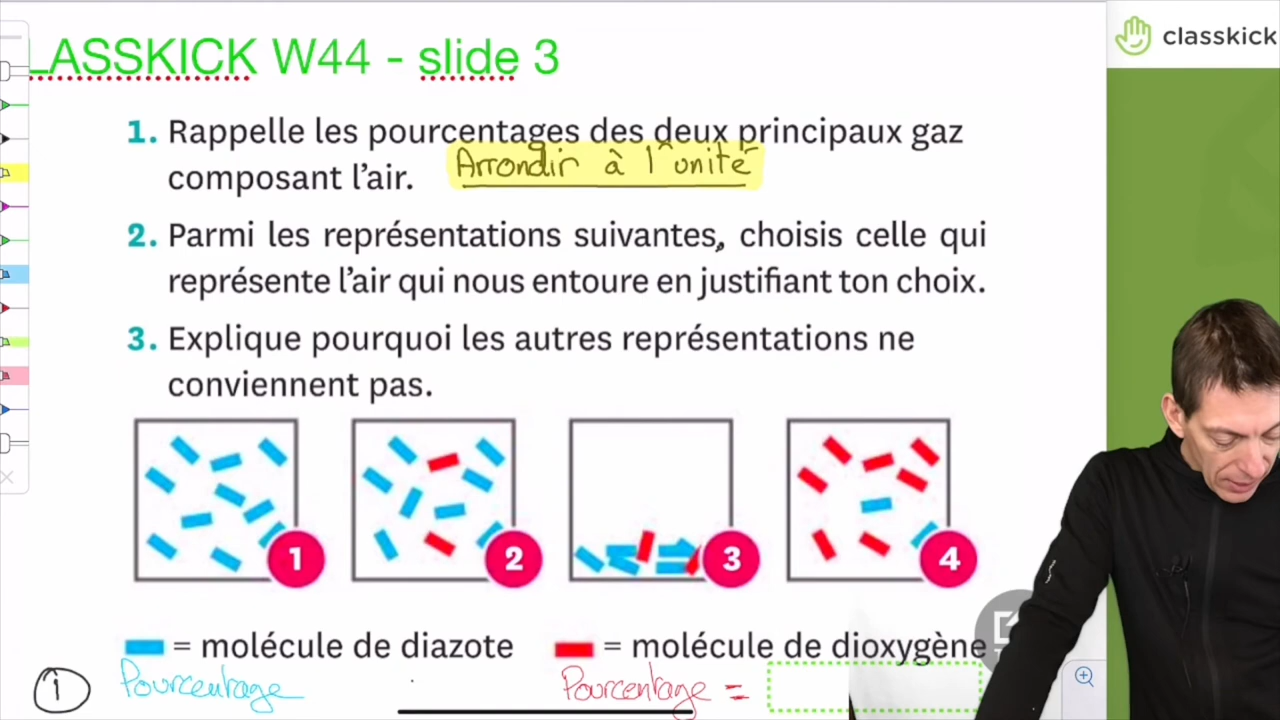 LASSKICK W44 - slide 3
classkick
1. Rappelle les pourcentages des deux principaux gaz
composant l'air. Arrondir à l'unité
2. Parmi les représentations suivantes, choisis celle qui
représente l'air qui nous entoure en justifiant ton choix.
3. Explique pourquoi les autres représentations ne
conviennent pas.
1 2 3 4
= molécule de diazote = molécule de dioxygène
1 Pourcentage Pourcentage =